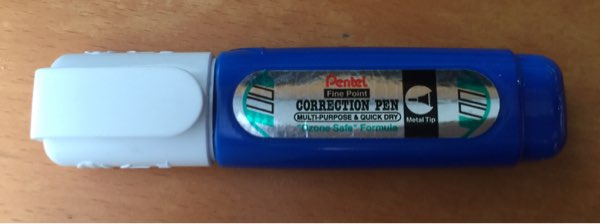 Pentel
Fine Point
CORRECTION PEN
MULTI-PURPOSE & QUICK DRY
"Ozone Safe" Formula
Metal Tip